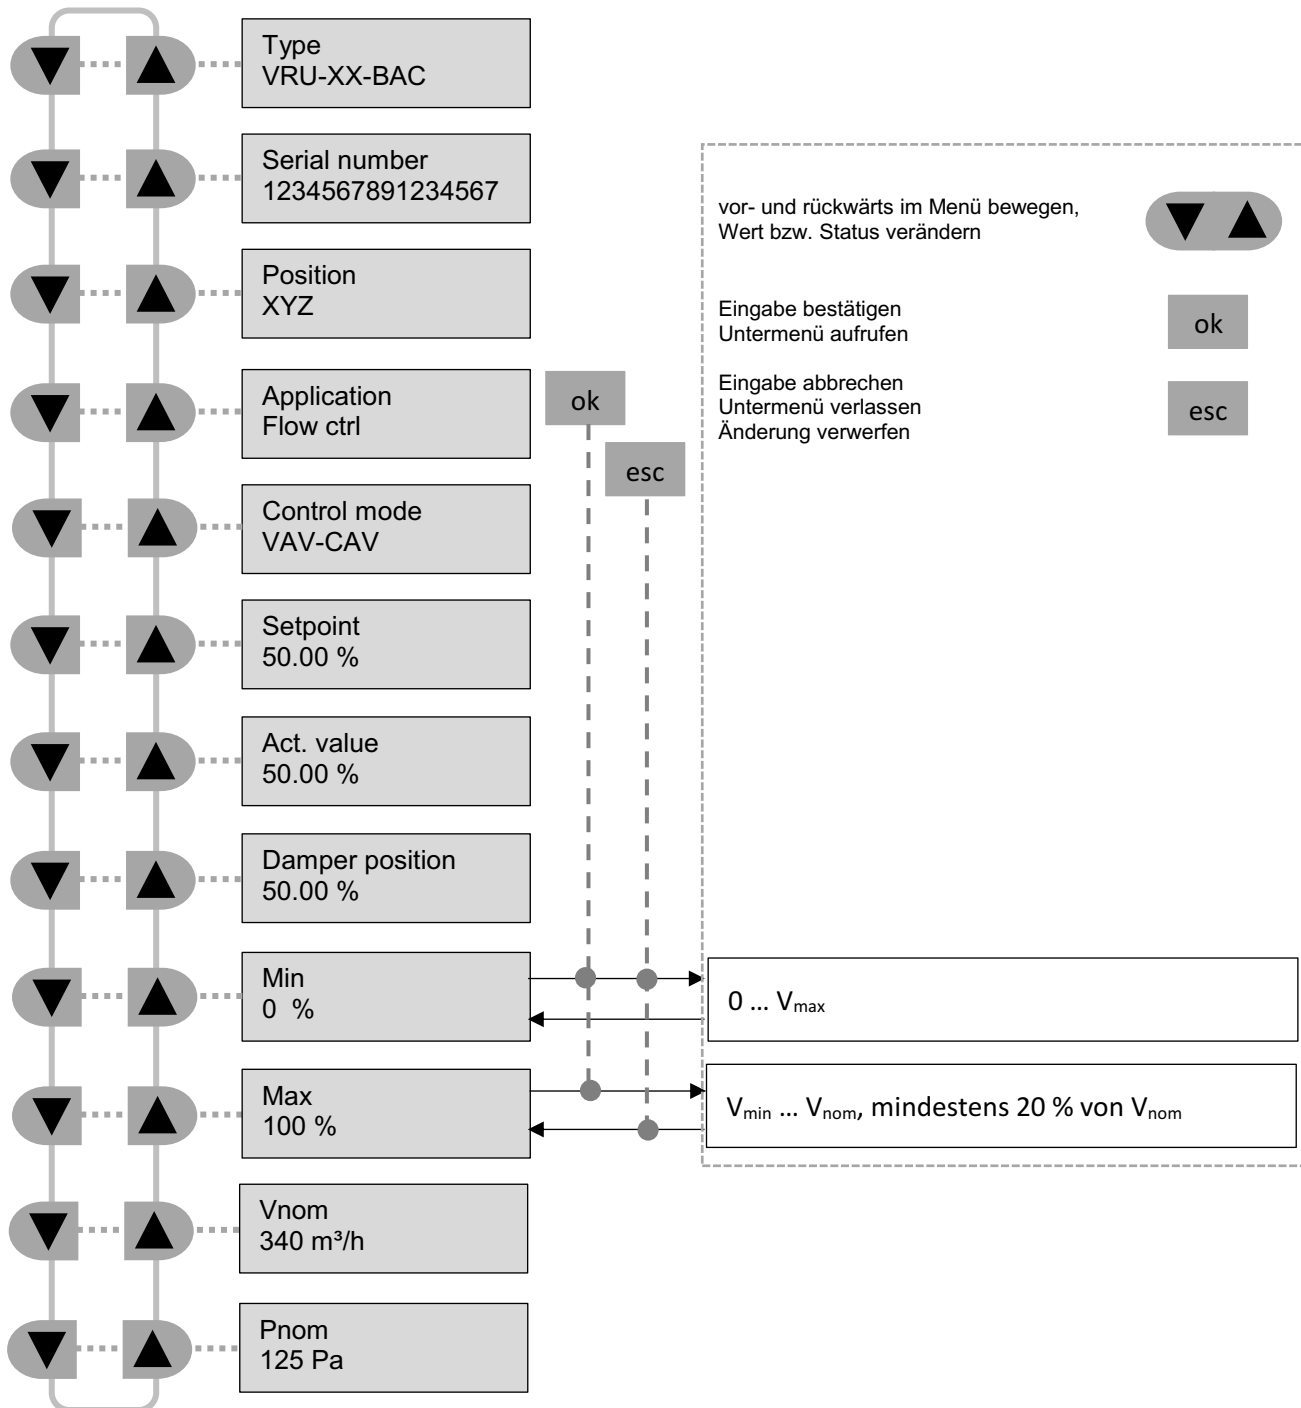 Type
VRU-XX-BAC
Serial number
1234567891234567
Position
XYZ
Application
Flow ctrl
Control mode
VAV-CAV
Setpoint
50.00 %
Act. value
50.00 %
Damper position
50.00 %
Min
0 %
Max
100 %
Vnom
340 m³/h
Pnom
125 Pa
ok
esc
vor- und rückwärts im Menü bewegen,
Wert bzw. Status verändern
Eingabe bestätigen
Untermenü aufrufen
ok
Eingabe abbrechen
Untermenü verlassen
Änderung verwerfen
esc
0 ... Vmax
Vmin ... Vnom, mindestens 20 % von Vnom